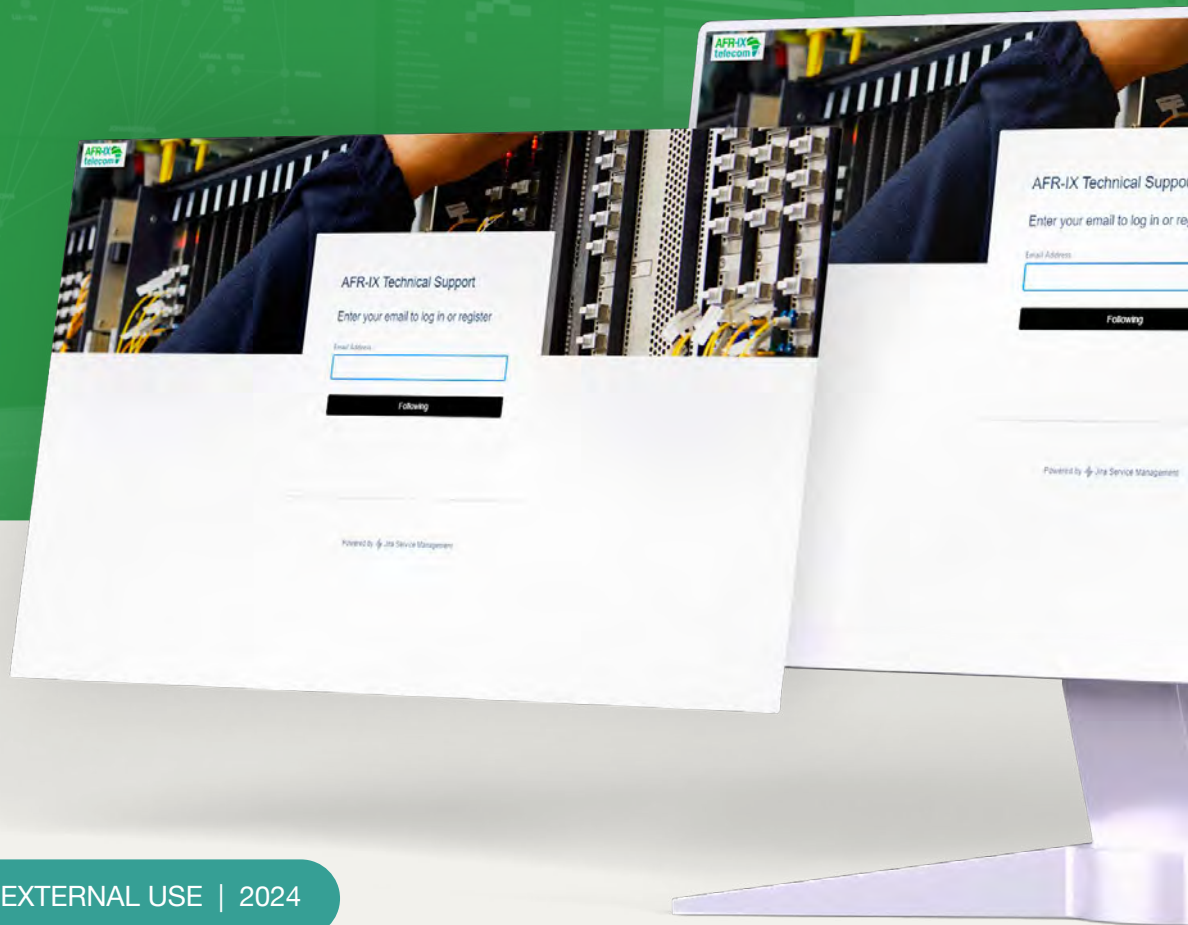 AFR-IX
telecom
AFR-IX Technical Support
Enter your email to log in or register
Email Address
Following
Powered by Jira Service Management
AFR-IX
telecom
AFR-IX Technical Suppor
Enter your email to log in or reg
Email Address
Following
Powered by Jira Service Management
EXTERNAL USE | 2024